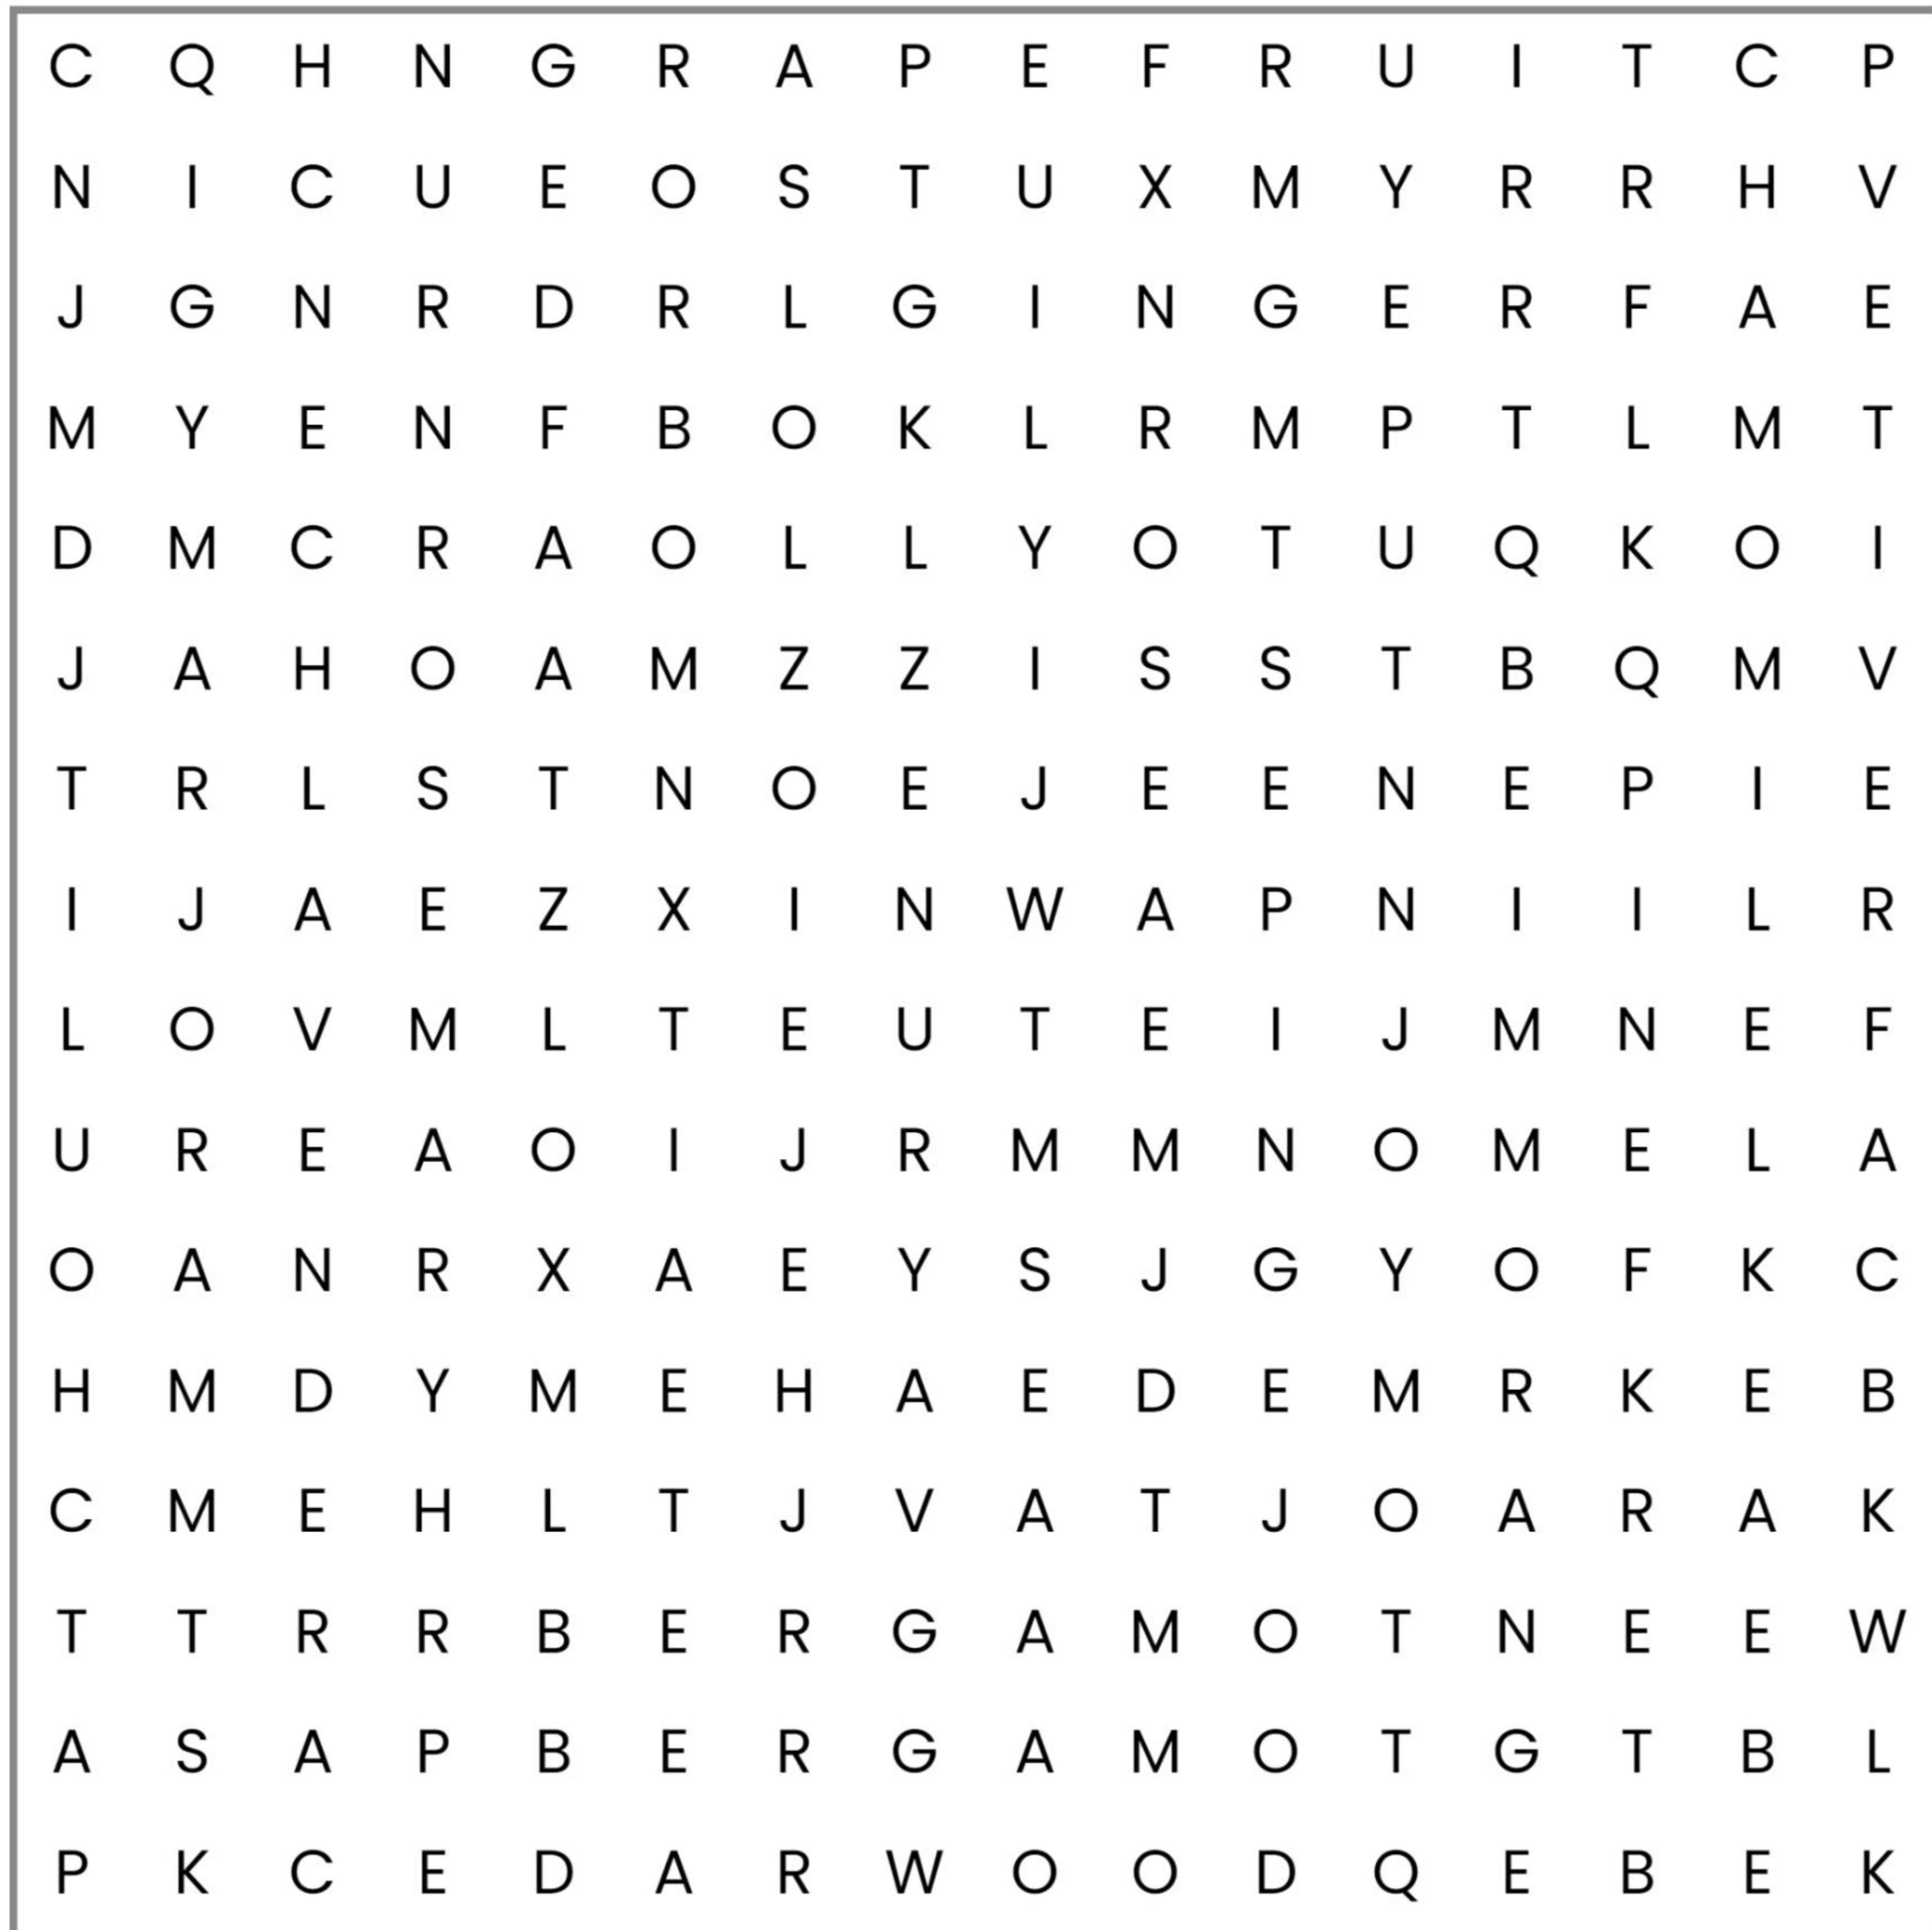 C Q H N G R A P E F R U I T C P
N I C U E O S T U X M Y R R H V
J G N R D R L G I N G E R F A E
M Y E N F B O K L R M P T L M T
D M C R A O L L Y O T U Q K O I
J A H O A M Z Z I S S T B Q M V
T R L S T N O E J E E N E P I E
I J A E Z X I N W A P N I I L R
L O V M L T E U T E I J M N E F
U R E A O I J R M M N O M E L A
O A N R X A E Y S J G Y O F K C
H M D Y M E H A E D E M R K E B
C M E H L T J V A T J O A R A K
T T R R B E R G A M O T N E E W
A S A P B E R G A M O T G T B L
P K C E D A R W O O D Q E B E K